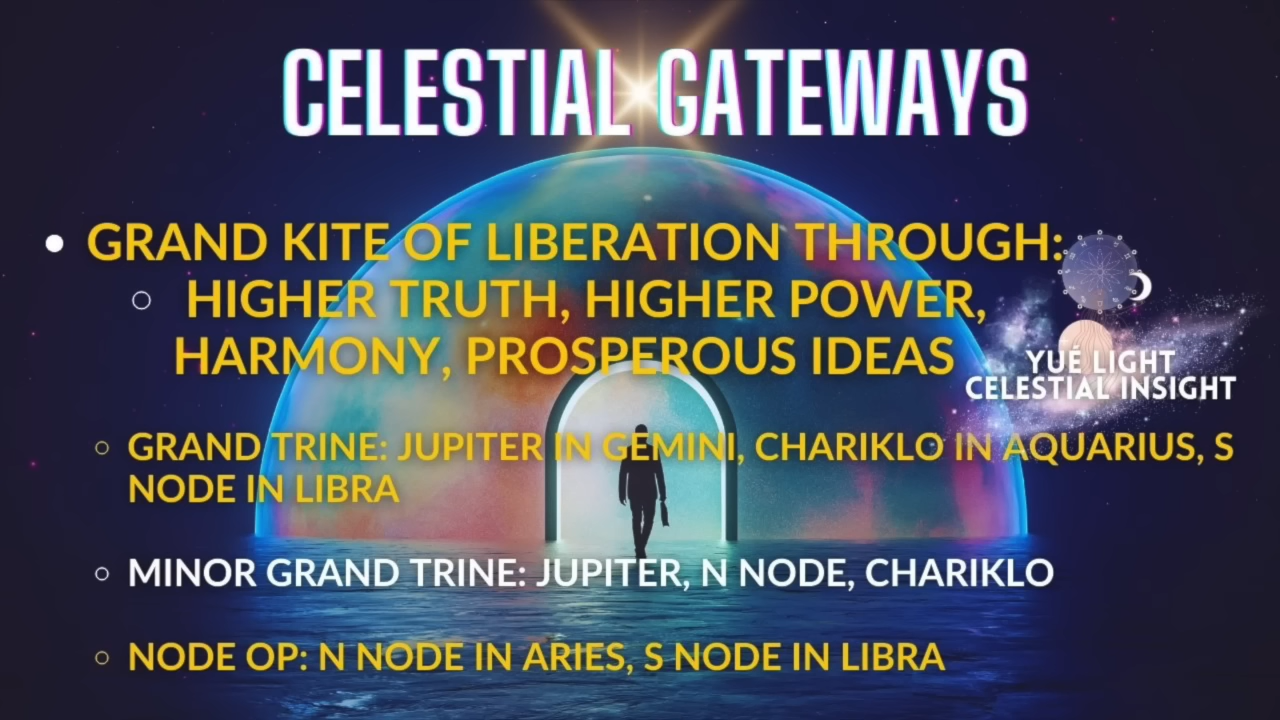 CELESTIAL GATEWAYS
GRAND KITE OF LIBERATION THROUGH:
HIGHER TRUTH, HIGHER POWER,
HARMONY, PROSPEROUS IDEAS
YUÉ LIGHT
CELESTIAL INSIGHT
GRAND TRINE: JUPITER IN GEMINI, CHARIKLO IN AQUARIUS, S
NODE IN LIBRA
MINOR GRAND TRINE: JUPITER, N NODE, CHARIKLO
NODE OP: N NODE IN ARIES, S NODE IN LIBRA